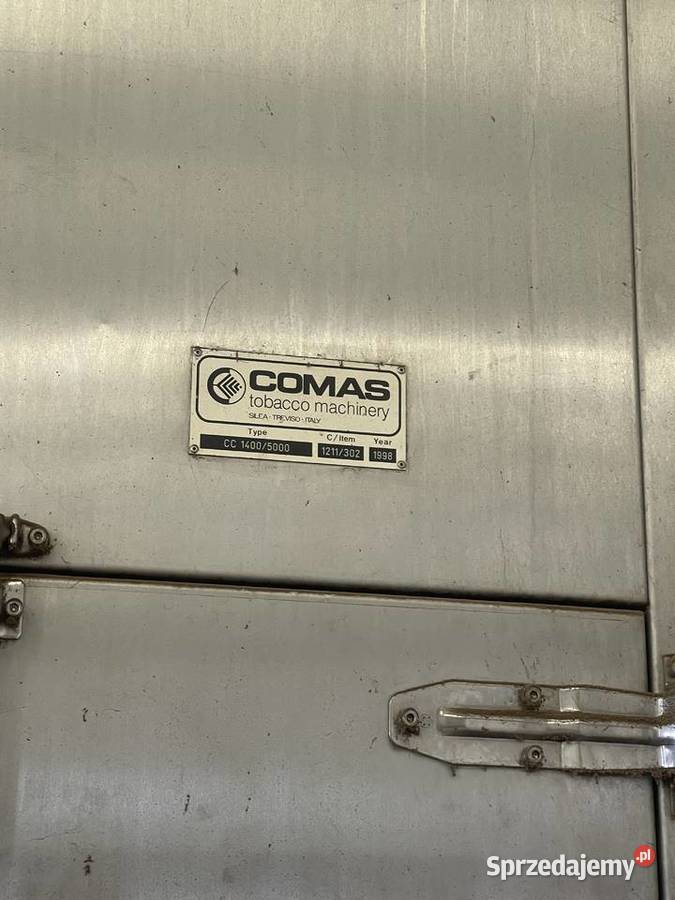 COMAS
tobacco machinery
SILEA - TREVISO - ITALY
Type ° C/Item Year
CC 1400/5000 1211/302 1998
Sprzedajemy.pl